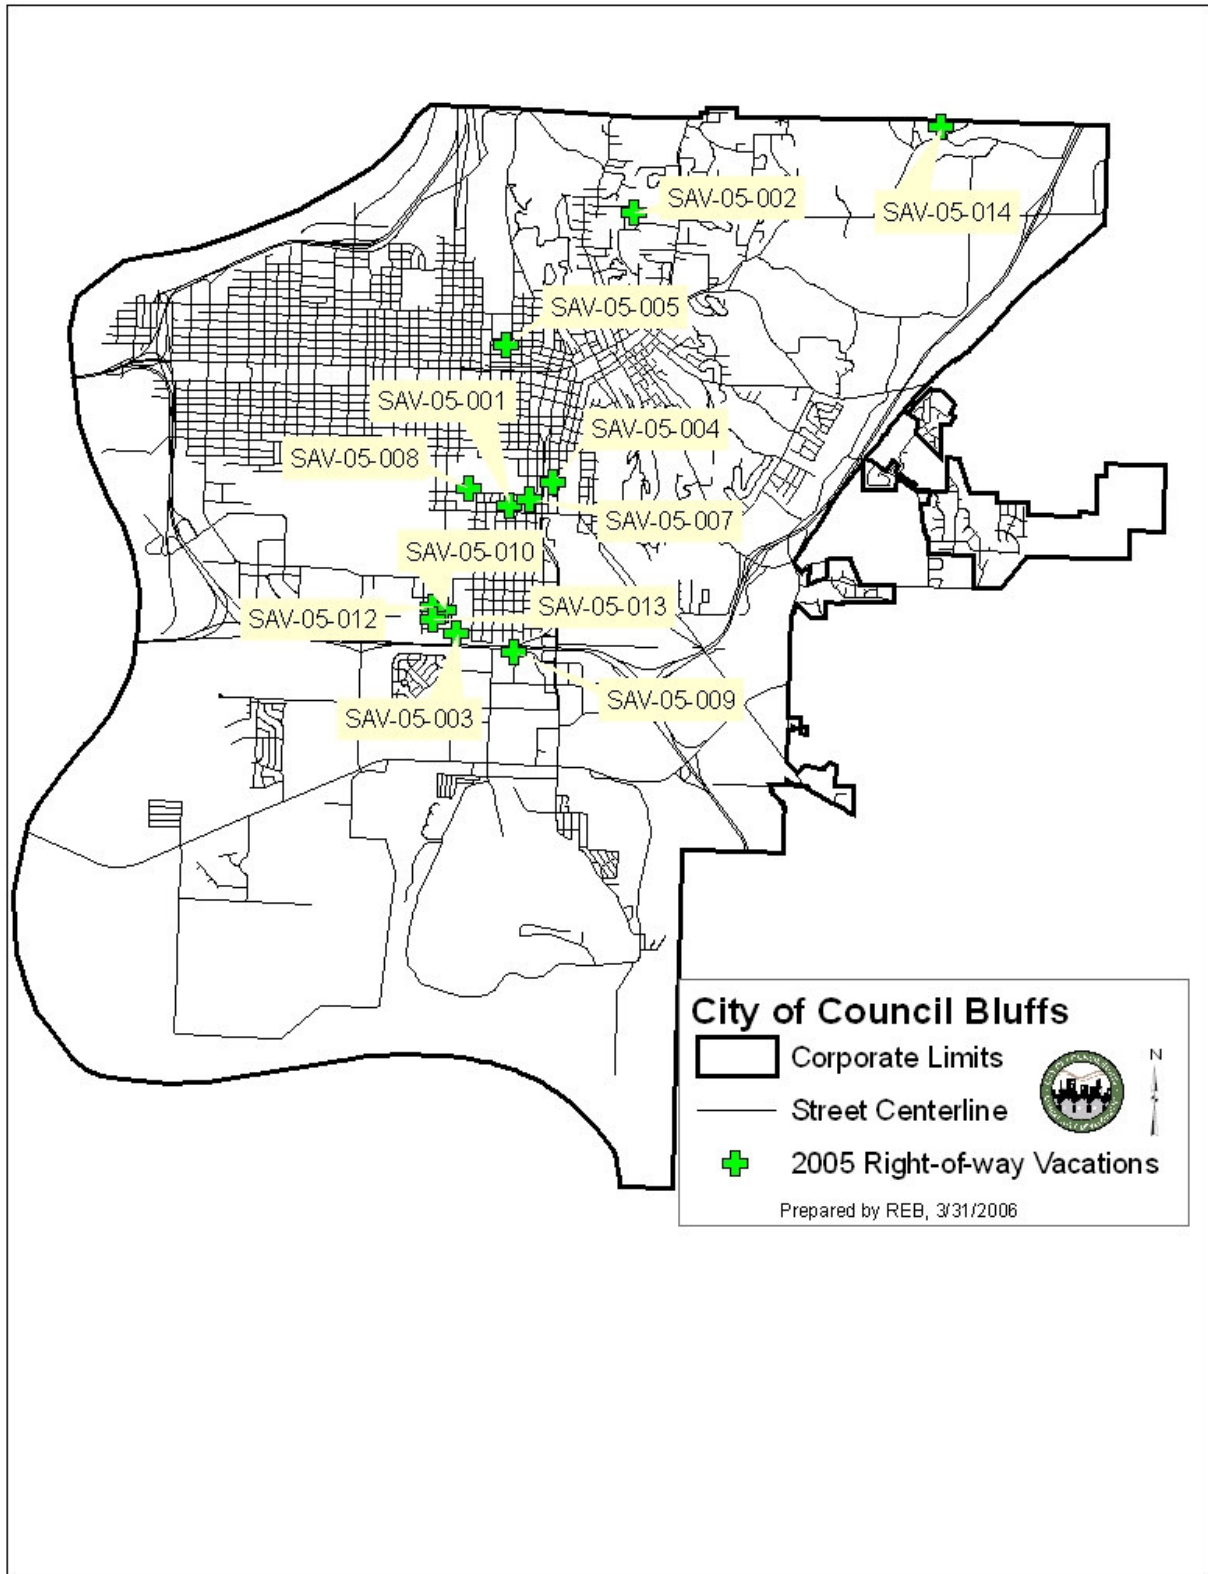 SAV-05-002
SAV-05-014
SAV-05-005
SAV-05-001
SAV-05-004
SAV-05-008
SAV-05-007
SAV-05-010
SAV-05-012
SAV-05-013
SAV-05-009
SAV-05-003
City of Council Bluffs
Corporate Limits
N
Street Centerline
2005 Right-of-way Vacations
Prepared by REB, 3/31/2006